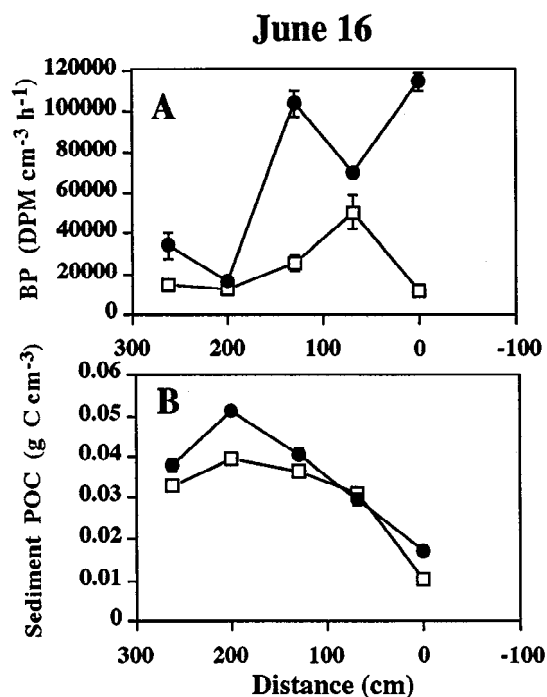 June 16
BP (DPM cm-3 h-1)
120000
100000
80000
60000
40000
20000
0
A
300 200 100 0 -100
Sediment POC (g C cm-3)
0.06
0.05
0.04
0.03
0.02
0.01
0
B
300 200 100 0 -100
Distance (cm)